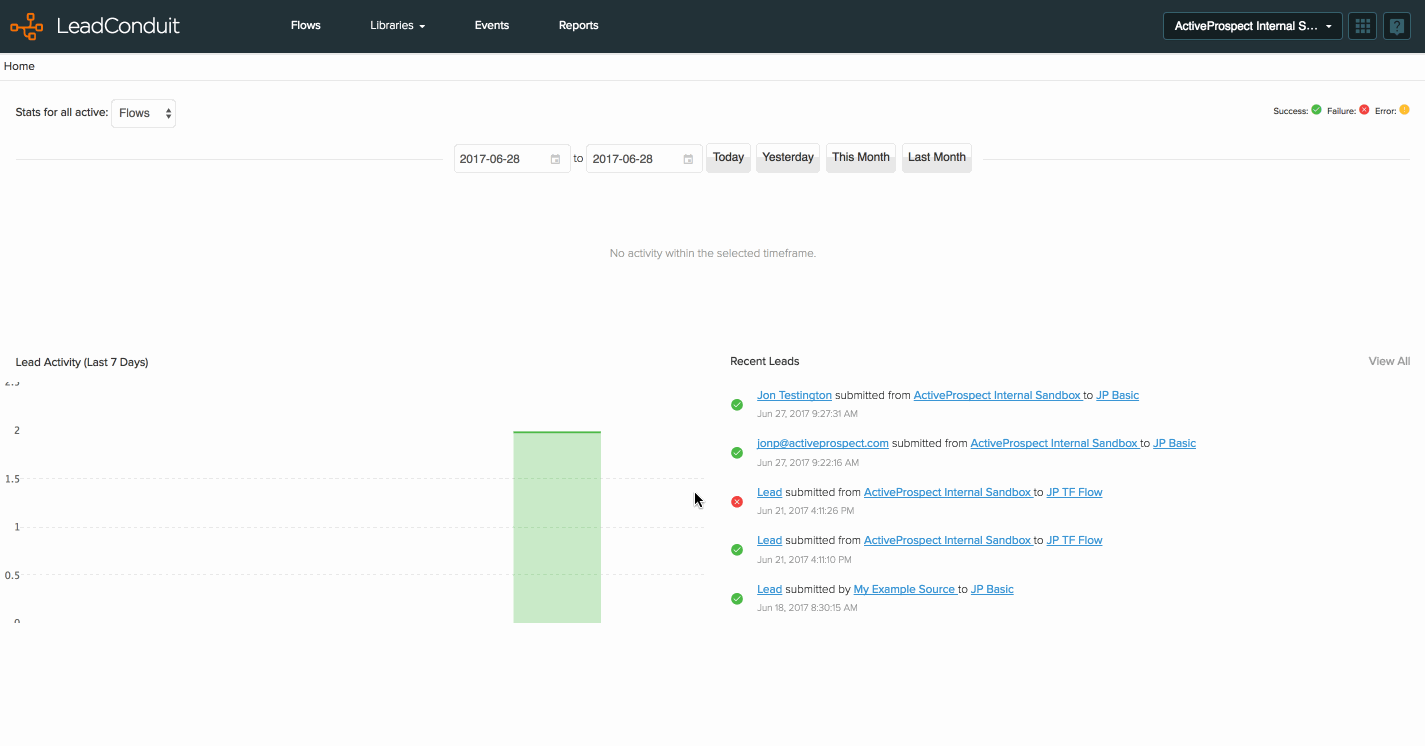 LeadConduit Flows Libraries Events Reports ActiveProspect Internal S...
Home
Stats for all active: Flows
Success: Failure: Error:
2017-06-28 to 2017-06-28 Today Yesterday This Month Last Month
No activity within the selected timeframe.
Lead Activity (Last 7 Days)
2.5
2
1.5
1
0.5
0
Recent Leads View All
Jon Testington submitted from ActiveProspect Internal Sandbox to JP Basic
Jun 27, 2017 9:27:31 AM
jonp@activeprospect.com submitted from ActiveProspect Internal Sandbox to JP Basic
Jun 27, 2017 9:22:16 AM
Lead submitted from ActiveProspect Internal Sandbox to JP TF Flow
Jun 21, 2017 4:11:26 PM
Lead submitted from ActiveProspect Internal Sandbox to JP TF Flow
Jun 21, 2017 4:11:10 PM
Lead submitted by My Example Source to JP Basic
Jun 18, 2017 8:30:15 AM